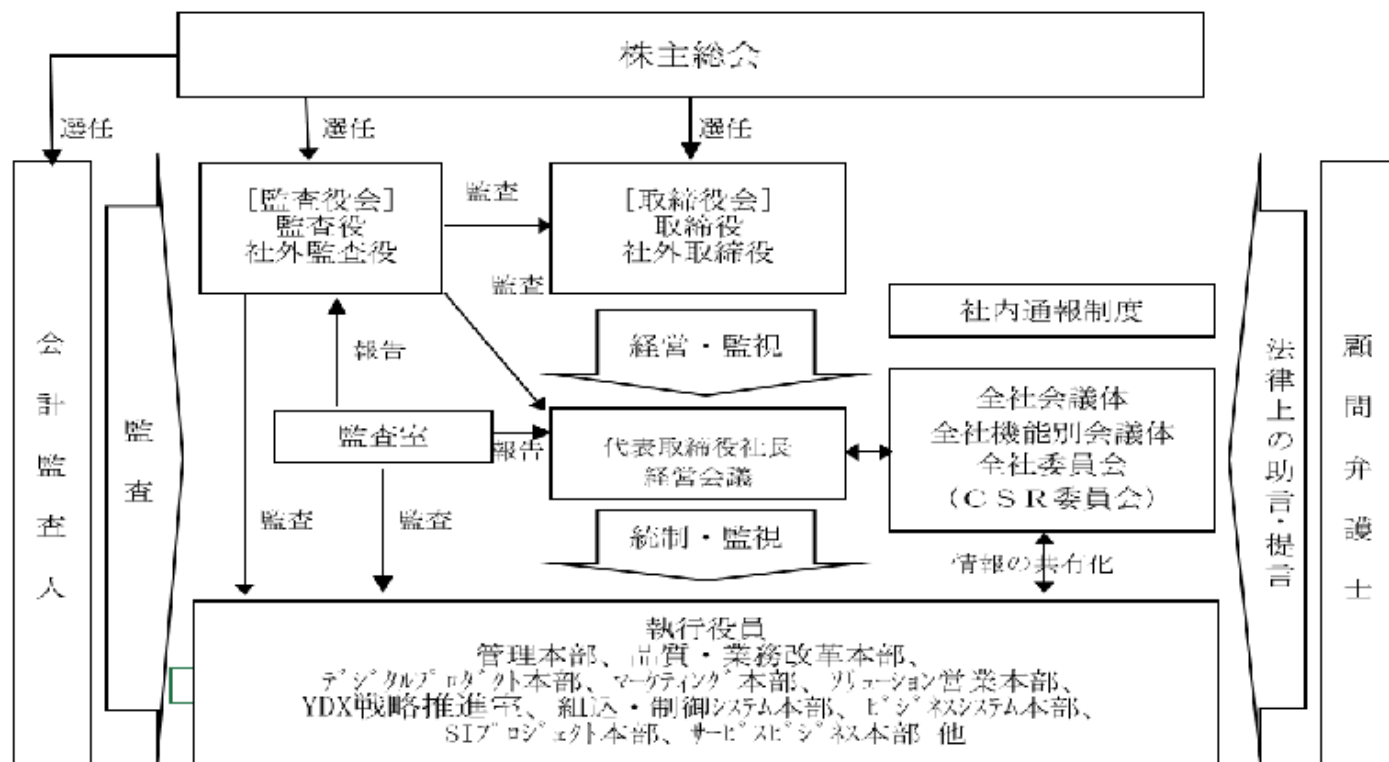 株主総会
選任
選任
選任
[監査役会]
監査役
社外監査役
監査
[取締役会]
取締役
社外取締役
監査
社内通報制度
経営・監視
報告
会計監査人
監査
監査室
報告
代表取締役社長
経営会議
全社会議体
全社機能別会議体
全社委員会
(CSR委員会)
法律上の助言・提言
顧問弁護士
監査
監査
統制・監視
情報の共有化
執行役員
管理本部、品質・業務改革本部、
ﾃﾞｼﾞﾀﾙﾌﾟﾛﾀﾞｸﾄ本部、ﾏｰｹﾃｨﾝｸﾞ本部、ｿﾘｭｰｼｮﾝ営業本部、
YDX戦略推進室、組込・制御ｼｽﾃﾑ本部、ﾋﾞｼﾞﾈｽｼｽﾃﾑ本部、
SIﾌﾟﾛｼﾞｪｸﾄ本部、ｻｰﾋﾞｽﾋﾞｼﾞﾈｽ本部 他